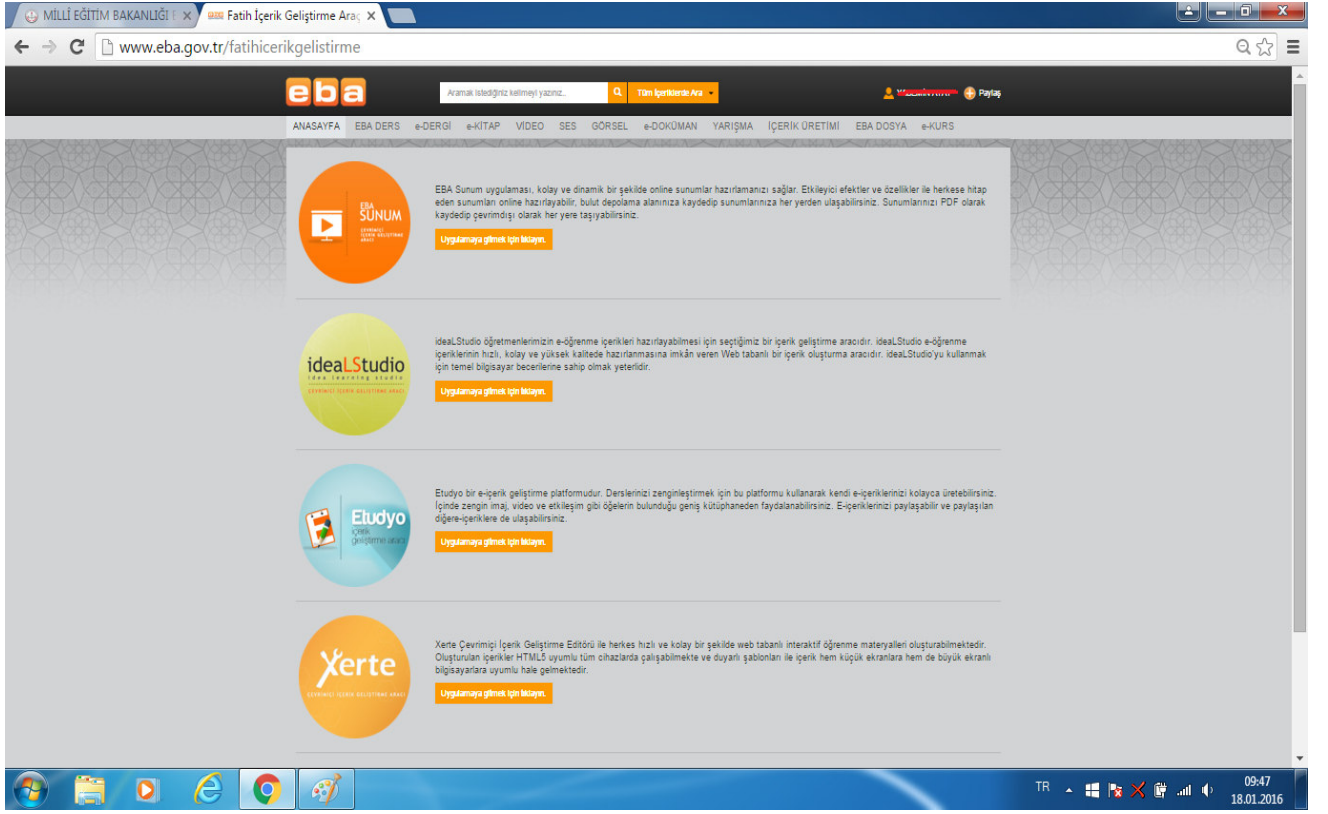 MİLLÎ EĞİTİM BAKANLIĞI
Fatih İçerik Geliştirme Araç
www.eba.gov.tr/fatihicerikgelistirme
eba
Aramak istediğiniz kelimeyi yazınız..
Tüm İçeriklerde Ara
Paylaş
ANASAYFA EBA DERS e-DERGİ e-KİTAP VİDEO SES GÖRSEL e-DOKÜMAN YARIŞMA İÇERİK ÜRETİMİ EBA DOSYA e-KURS
EBA
SUNUM
ÇEVRİMİÇİ
İÇERİK GELİŞTİRME
ARACI
EBA Sunum uygulaması, kolay ve dinamik bir şekilde online sunumlar hazırlamanızı sağlar. Etkileyici efektler ve özellikler ile herkese hitap
eden sunumları online hazırlayabilir, bulut depolama alanınıza kaydedip sunumlarınıza her yerden ulaşabilirsiniz. Sunumlarınızı PDF olarak
kaydedip çevrimdışı olarak her yere taşıyabilirsiniz.
Uygulamaya gitmek için tıklayın.
ideaLStudio
idea learning studio
ÇEVRİMİÇİ İÇERİK GELİŞTİRME ARACI
ideaLStudio öğretmenlerimizin e-öğrenme içerikleri hazırlayabilmesi için seçtiğimiz bir içerik geliştirme aracıdır. ideaLStudio e-öğrenme
içeriklerinin hızlı, kolay ve yüksek kalitede hazırlanmasına imkân veren Web tabanlı bir içerik oluşturma aracıdır. ideaLStudio'yu kullanmak
için temel bilgisayar becerilerine sahip olmak yeterlidir.
Uygulamaya gitmek için tıklayın.
Etudyo
içerik
geliştirme aracı
Etudyo bir e-içerik geliştirme platformudur. Derslerinizi zenginleştirmek için bu platformu kullanarak kendi e-içeriklerinizi kolayca üretebilirsiniz.
İçinde zengin imaj, video ve etkileşim gibi öğelerin bulunduğu geniş kütüphaneden faydalanabilirsiniz. E-içeriklerinizi paylaşabilir ve paylaşılan
diğere-içeriklere de ulaşabilirsiniz.
Uygulamaya gitmek için tıklayın.
Xerte
ÇEVRİMİÇİ İÇERİK GELİŞTİRME ARACI
Xerte Çevrimiçi İçerik Geliştirme Editörü ile herkes hızlı ve kolay bir şekilde web tabanlı interaktif öğrenme materyalleri oluşturabilmektedir.
Oluşturulan içerikler HTML5 uyumlu tüm cihazlarda çalışabilmekte ve duyarlı şablonları ile içerik hem küçük ekranlara hem de büyük ekranlı
bilgisayarlara uyumlu hale gelmektedir.
Uygulamaya gitmek için tıklayın.
TR
09:47
18.01.2016